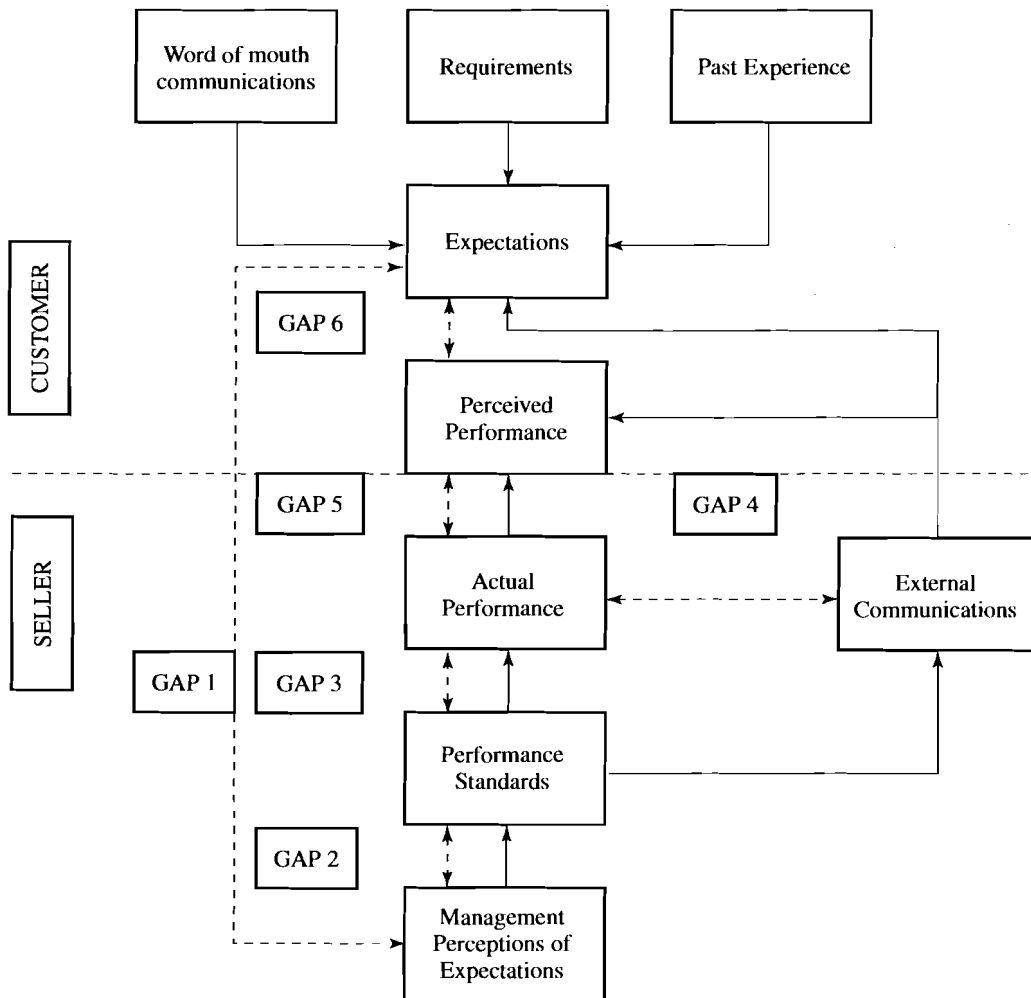 Word of mouth
communications
Requirements
Past Experience
Expectations
CUSTOMER
GAP 6
Perceived
Performance
GAP 5
GAP 4
SELLER
Actual
Performance
External
Communications
GAP 1
GAP 3
Performance
Standards
GAP 2
Management
Perceptions of
Expectations